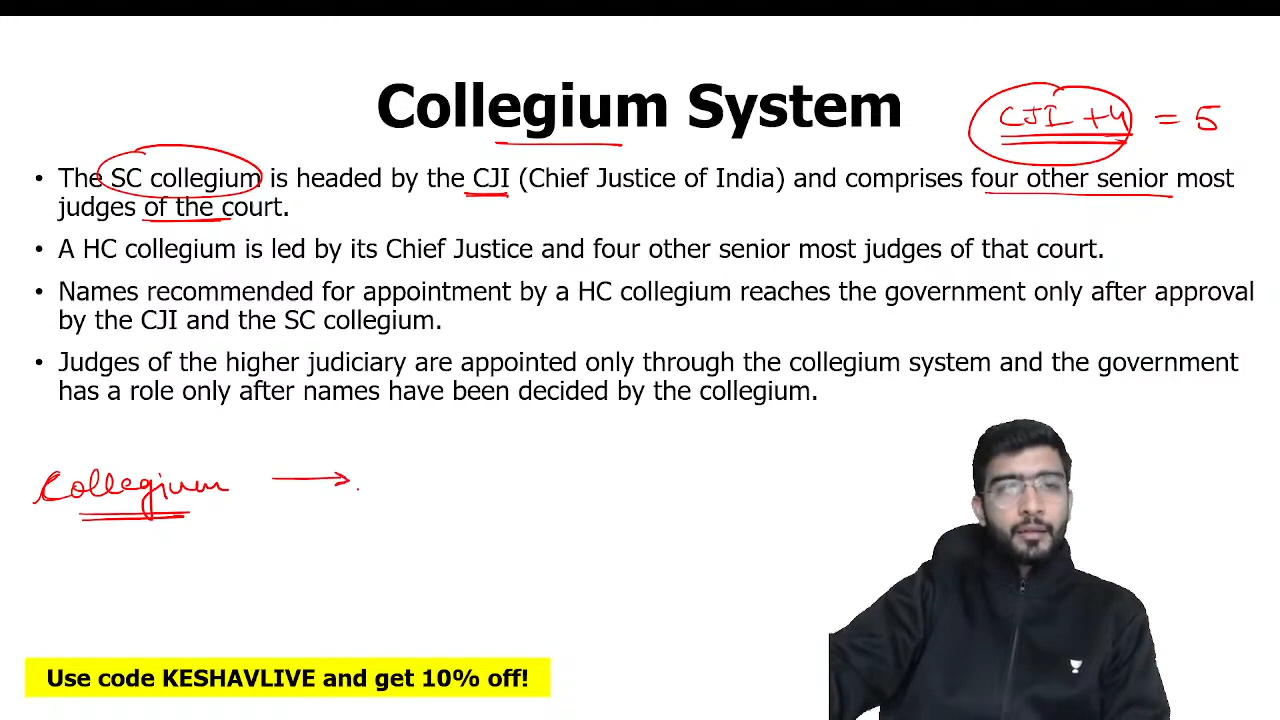 Collegium System
CJI + 4 = 5
• The SC collegium is headed by the CJI (Chief Justice of India) and comprises four other senior most
judges of the court.
• A HC collegium is led by its Chief Justice and four other senior most judges of that court.
• Names recommended for appointment by a HC collegium reaches the government only after approval
by the CJI and the SC collegium.
• Judges of the higher judiciary are appointed only through the collegium system and the government
has a role only after names have been decided by the collegium.
Collegium →
Use code KESHAVLIVE and get 10% off!